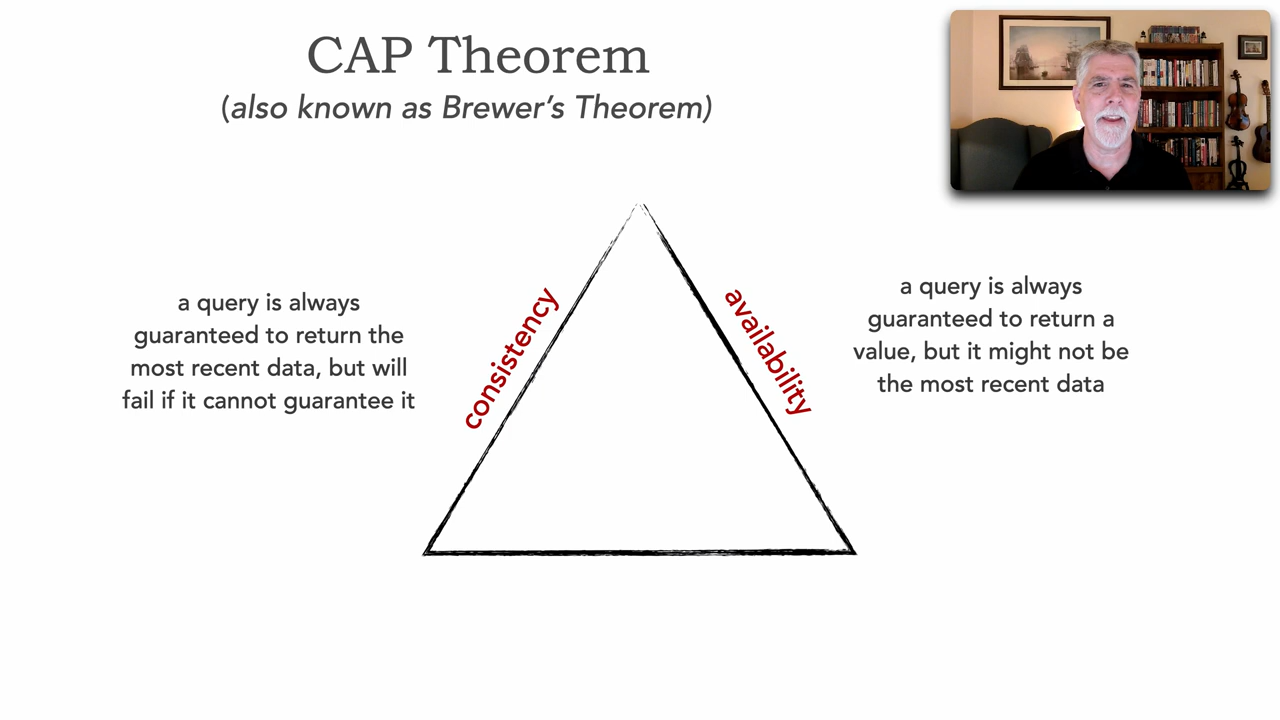 CAP Theorem
(also known as Brewer’s Theorem)
a query is always
guaranteed to return the
most recent data, but will
fail if it cannot guarantee it
consistency
availability
a query is always
guaranteed to return a
value, but it might not be
the most recent data